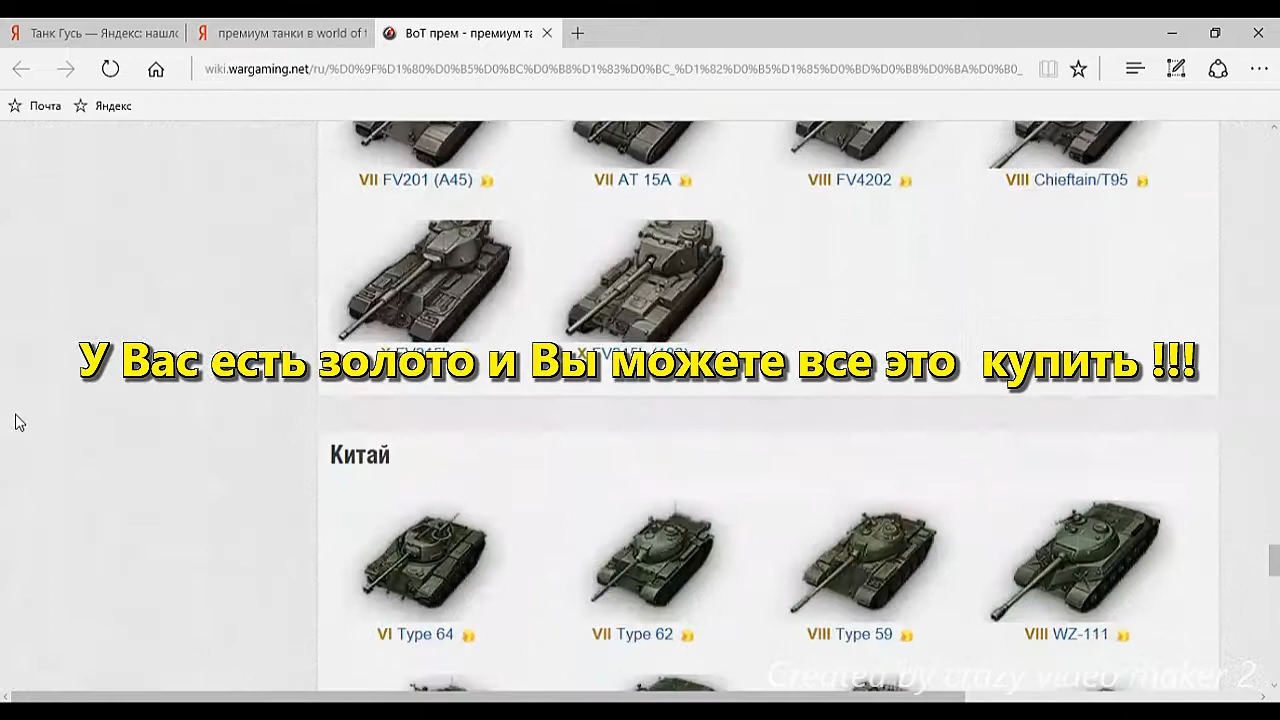 Танк Гусь — Яндекс: нашло
премиум танки в world of t
ВоТ прем - премиум та
wiki.wargaming.net/ru/%D0%9F%D1%80%D0%B5%D0%BC%D0%B8%D1%83%D0%BC_%D1%82%D0%B5%D1%85%D0%BD%D0%B8%D0%BA%D0%B0_
Почта
Яндекс
VII FV201 (A45)
VII AT 15A
VIII FV4202
VIII Chieftain/T95
У Вас есть золото и Вы можете все это купить !!!
Китай
VI Type 64
VII Type 62
VIII Type 59
VIII WZ-111
Created by crazy video maker 2